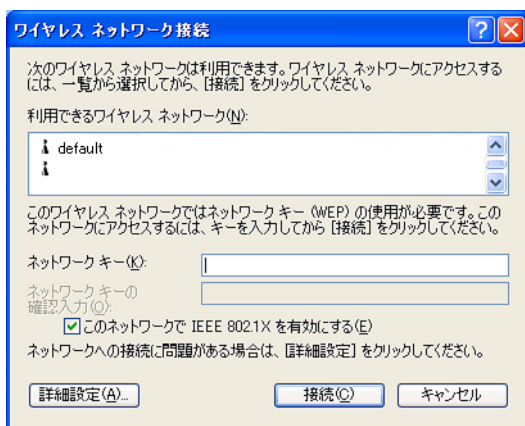 ワイヤレス ネットワーク接続
次のワイヤレス ネットワークは利用できます。ワイヤレス ネットワークにアクセスする
には、一覧から選択してから、[接続] をクリックしてください。
利用できるワイヤレス ネットワーク(N):
default
このワイヤレス ネットワークではネットワーク キー (WEP) の使用が必要です。この
ネットワークにアクセスするには、キーを入力してから [接続] をクリックしてください。
ネットワーク キー(K):
ネットワーク キーの
確認入力(O):
このネットワークで IEEE 802.1X を有効にする(E)
ネットワークへの接続に問題がある場合は、[詳細設定] をクリックしてください。
詳細設定(A)...
接続(C)
キャンセル